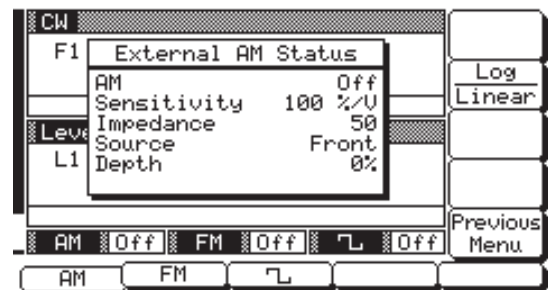 CW
F1
External AM Status
AM Off
Sensitivity 100 %/V
Impedance 50
Source Front
Depth 0%
Log
Linear
L1
AM Off FM Off Off
Previous
Menu
AM FM